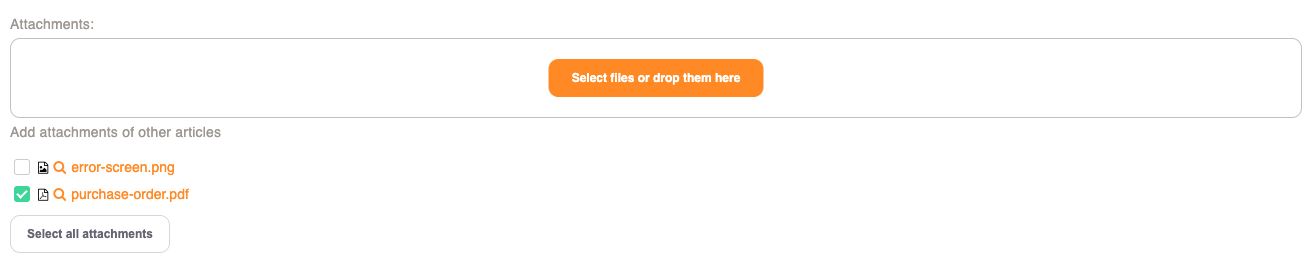 Attachments:
Select files or drop them here
Add attachments of other articles
error-screen.png
purchase-order.pdf
Select all attachments